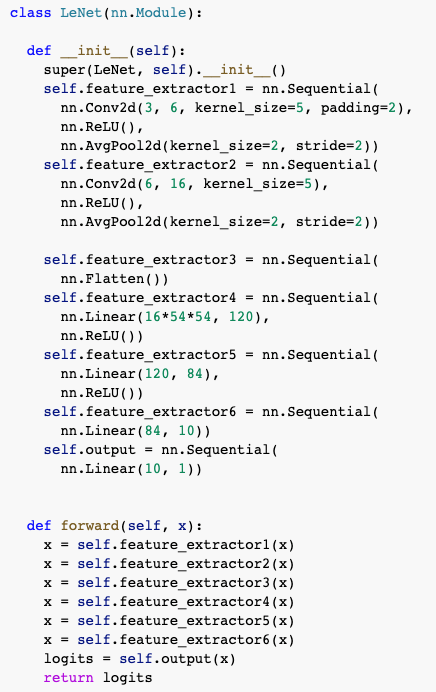 class LeNet(nn.Module):
  def __init__(self):
    super(LeNet, self).__init__()
    self.feature_extractor1 = nn.Sequential(
      nn.Conv2d(3, 6, kernel_size=5, padding=2),
      nn.ReLU(),
      nn.AvgPool2d(kernel_size=2, stride=2))
    self.feature_extractor2 = nn.Sequential(
      nn.Conv2d(6, 16, kernel_size=5),
      nn.ReLU(),
      nn.AvgPool2d(kernel_size=2, stride=2))
    self.feature_extractor3 = nn.Sequential(
      nn.Flatten())
    self.feature_extractor4 = nn.Sequential(
      nn.Linear(16*54*54, 120),
      nn.ReLU())
    self.feature_extractor5 = nn.Sequential(
      nn.Linear(120, 84),
      nn.ReLU())
    self.feature_extractor6 = nn.Sequential(
      nn.Linear(84, 10))
    self.output = nn.Sequential(
      nn.Linear(10, 1))
  def forward(self, x):
    x = self.feature_extractor1(x)
    x = self.feature_extractor2(x)
    x = self.feature_extractor3(x)
    x = self.feature_extractor4(x)
    x = self.feature_extractor5(x)
    x = self.feature_extractor6(x)
    logits = self.output(x)
    return logits